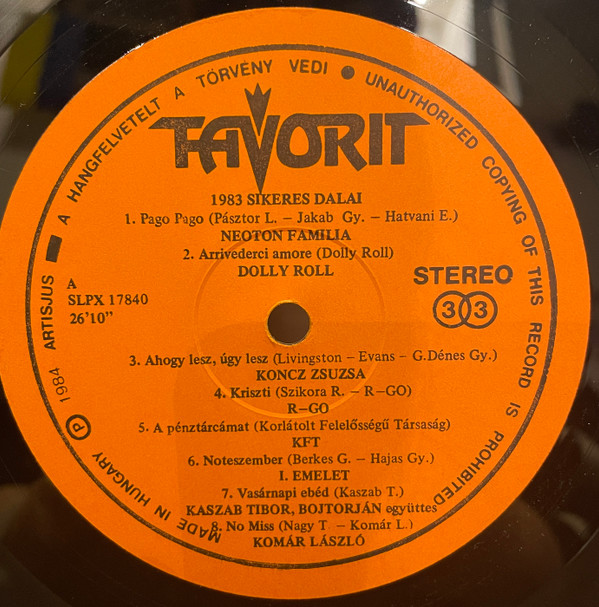 A HANGFELVETELT A TÖRVÉNY VEDI ● UNAUTHORIZED COPYING OF THIS RECORD IS PROHIBITED
FAVORIT
1983 SIKERES DALAI
1. Pago Pago (Pásztor L. – Jakab Gy. – Hatvani E.)
NEOTON FAMILIA
2. Arrivederci amore (Dolly Roll)
DOLLY ROLL
STEREO
33
A
SLPX 17840
26'10"
3. Ahogy lesz, úgy lesz (Livingston – Evans – G.Dénes Gy.)
KONCZ ZSUZSA
4. Kriszti (Szikora R. – R–GO)
R–GO
5. A pénztárcámat (Korlátolt Felelősségű Társaság)
KFT
6. Noteszember (Berkes G. – Hajas Gy.)
I. EMELET
7. Vasárnapi ebéd (Kaszab T.)
KASZAB TIBOR, BOJTORJÁN együttes
8. No Miss (Nagy T – Komár L.)
KOMÁR LÁSZLÓ
MADE IN HUNGARY Ⓟ 1984 ARTISJUS